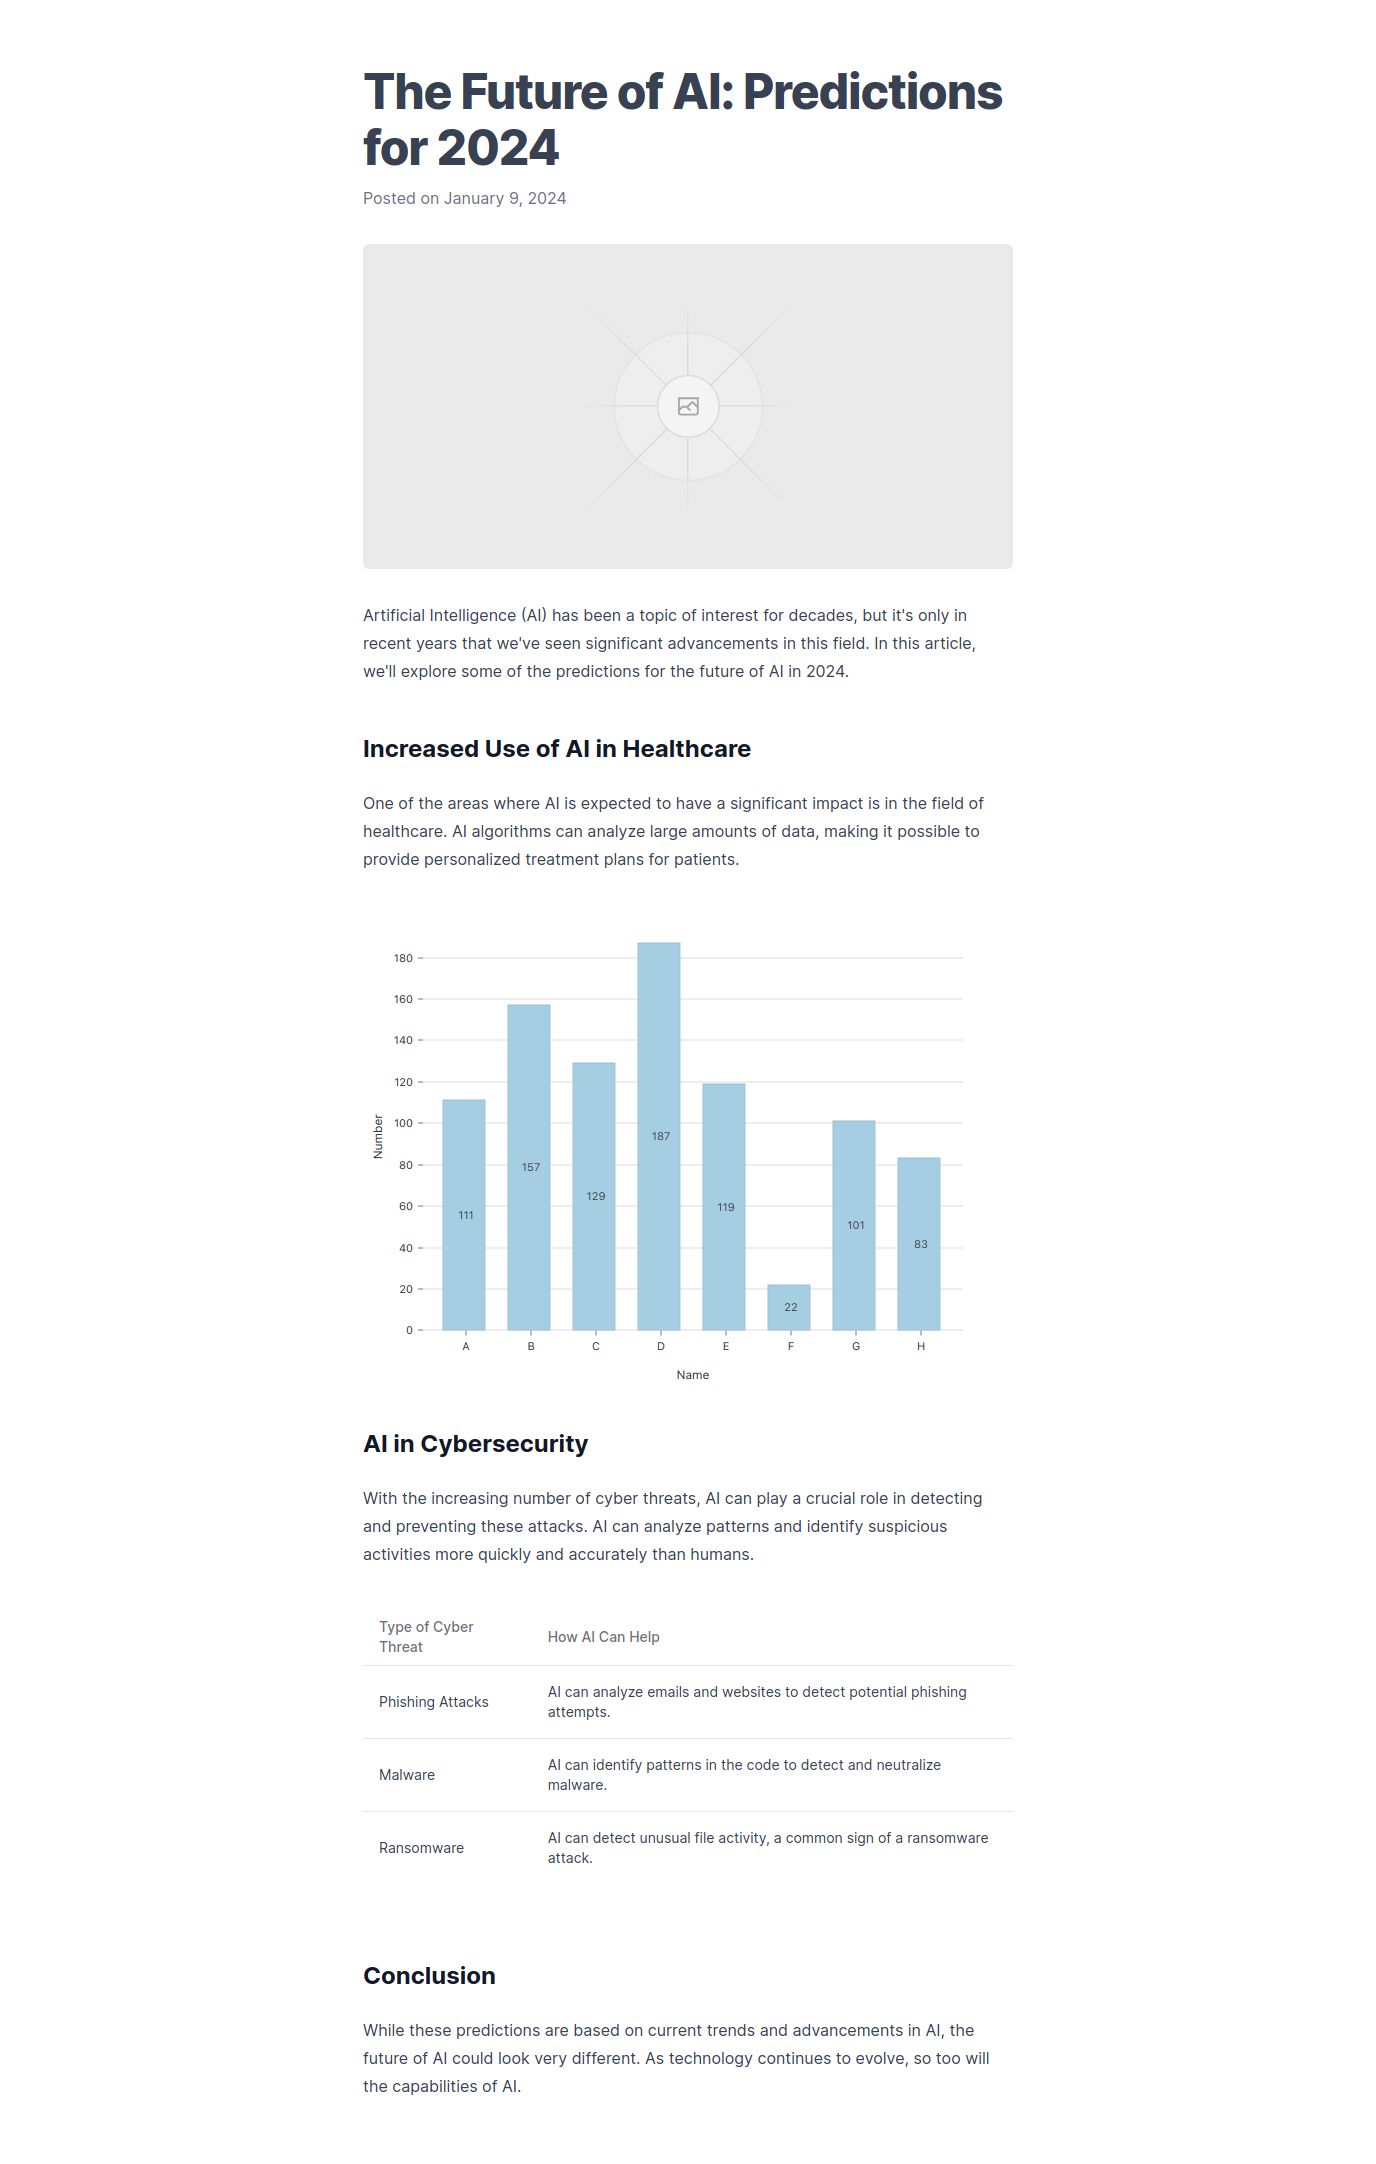 The Future of AI: Predictions
for 2024
Posted on January 9, 2024
Artificial Intelligence (AI) has been a topic of interest for decades, but it's only in
recent years that we've seen significant advancements in this field. In this article,
we'll explore some of the predictions for the future of AI in 2024.
Increased Use of AI in Healthcare
One of the areas where AI is expected to have a significant impact is in the field of
healthcare. AI algorithms can analyze large amounts of data, making it possible to
provide personalized treatment plans for patients.
180
160
140
120
100
80
60
40
20
0
Number
111
157
129
187
119
22
101
83
A B C D E F G H
Name
AI in Cybersecurity
With the increasing number of cyber threats, AI can play a crucial role in detecting
and preventing these attacks. AI can analyze patterns and identify suspicious
activities more quickly and accurately than humans.
Type of Cyber
Threat
How AI Can Help
Phishing Attacks
AI can analyze emails and websites to detect potential phishing
attempts.
Malware
AI can identify patterns in the code to detect and neutralize
malware.
Ransomware
AI can detect unusual file activity, a common sign of a ransomware
attack.
Conclusion
While these predictions are based on current trends and advancements in AI, the
future of AI could look very different. As technology continues to evolve, so too will
the capabilities of AI.